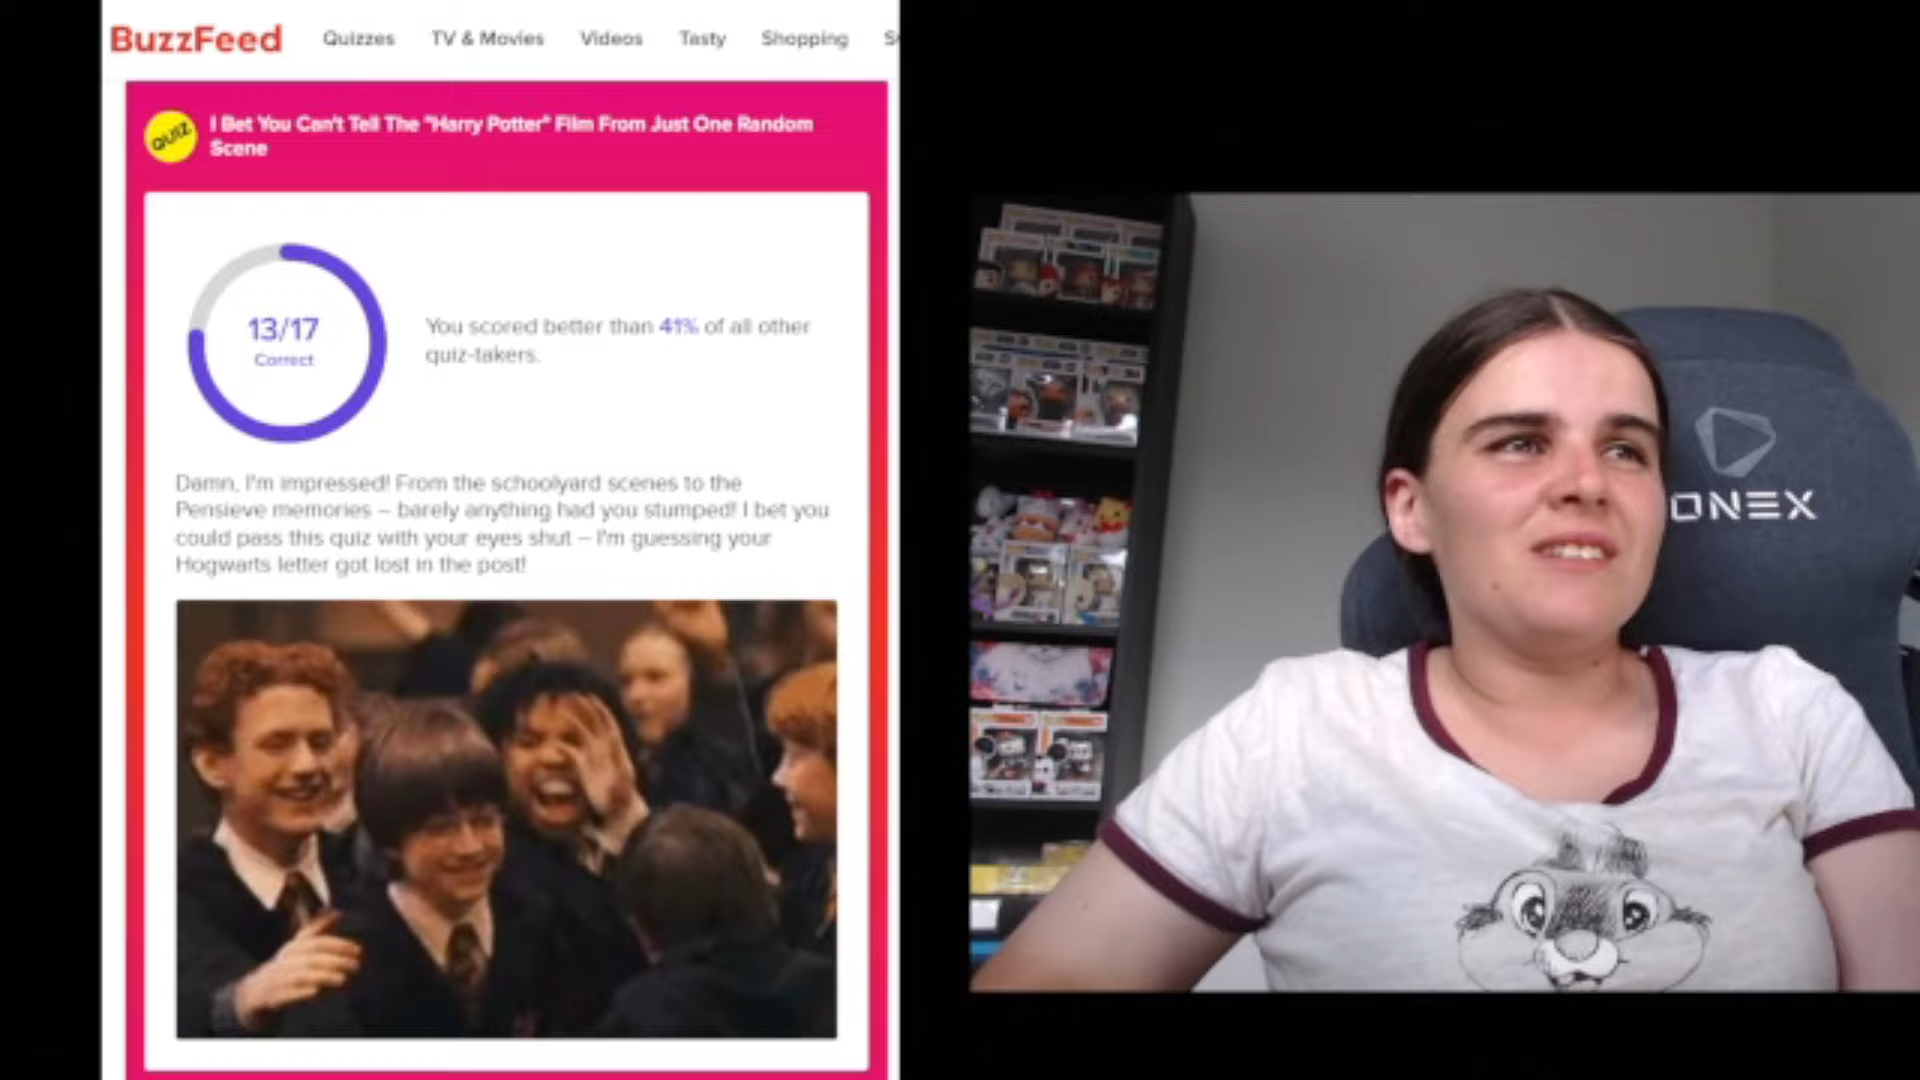 BuzzFeed Quizzes TV & Movies Videos Tasty Shopping
QUIZ
I Bet You Can't Tell The "Harry Potter" Film From Just One Random
Scene
13/17
Correct
You scored better than 41% of all other
quiz-takers.
Damn, I'm impressed! From the schoolyard scenes to the
Pensieve memories – barely anything had you stumped! I bet you
could pass this quiz with your eyes shut – I'm guessing your
Hogwarts letter got lost in the post!
ONEX